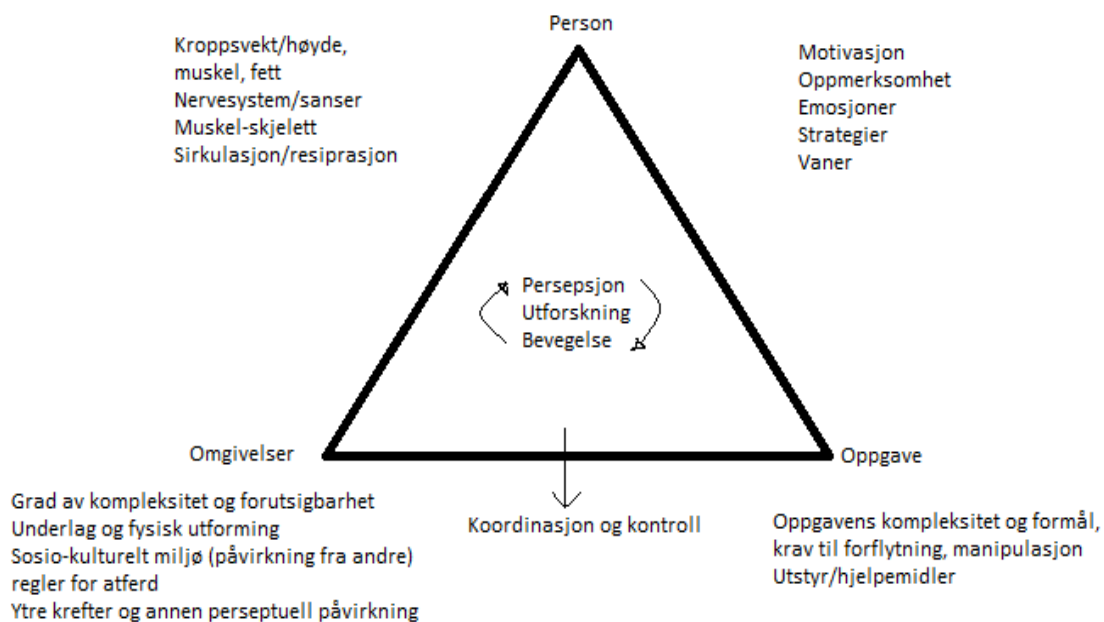 Person
Kroppsvekt/høyde,
muskel, fett
Nervesystem/sanser
Muskel-skjelett
Sirkulasjon/resiprasjon
Motivasjon
Oppmerksomhet
Emosjoner
Strategier
Vaner
Persepsjon
Utforskning
Bevegelse
Omgivelser
Oppgave
Grad av kompleksitet og forutsigbarhet
Underlag og fysisk utforming
Sosio-kulturelt miljø (påvirkning fra andre)
regler for atferd
Ytre krefter og annen perseptuell påvirkning
Koordinasjon og kontroll
Oppgavens kompleksitet og formål,
krav til forflytning, manipulasjon
Utstyr/hjelpemidler